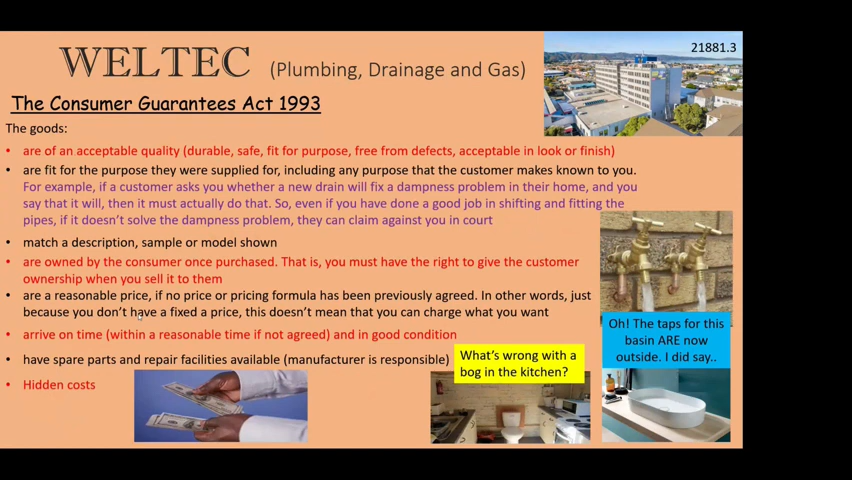 WELTEC (Plumbing, Drainage and Gas)
21881.3
The Consumer Guarantees Act 1993
The goods:
• are of an acceptable quality (durable, safe, fit for purpose, free from defects, acceptable in look or finish)
• are fit for the purpose they were supplied for, including any purpose that the customer makes known to you.
For example, if a customer asks you whether a new drain will fix a dampness problem in their home, and you
say that it will, then it must actually do that. So, even if you have done a good job in shifting and fitting the
pipes, if it doesn't solve the dampness problem, they can claim against you in court
• match a description, sample or model shown
• are owned by the consumer once purchased. That is, you must have the right to give the customer
ownership when you sell it to them
• are a reasonable price, if no price or pricing formula has been previously agreed. In other words, just
because you don't have a fixed a price, this doesn't mean that you can charge what you want
• arrive on time (within a reasonable time if not agreed) and in good condition
• have spare parts and repair facilities available (manufacturer is responsible)
• Hidden costs
What's wrong with a
bog in the kitchen?
Oh! The taps for this
basin ARE now
outside. I did say..